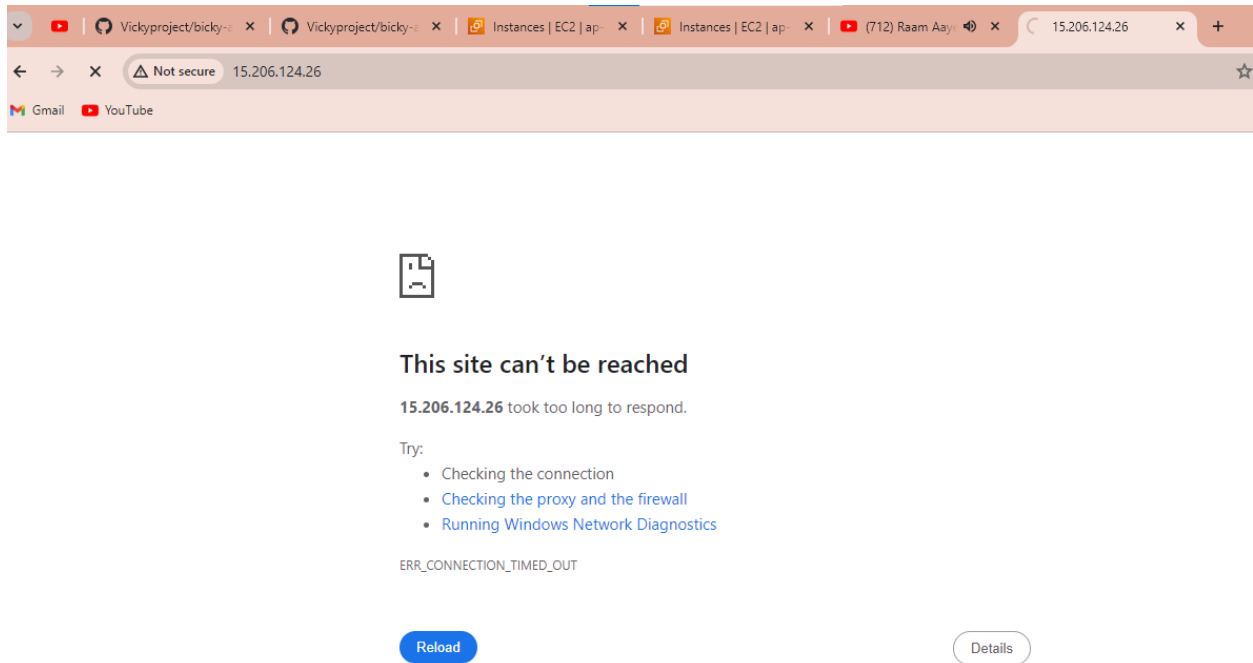 Vickyproject/bicky-a
Vickyproject/bicky-a
Instances | EC2 | ap-
Instances | EC2 | ap-
(712) Raam Aay
15.206.124.26
Not secure
15.206.124.26
Gmail
YouTube
This site can't be reached
15.206.124.26 took too long to respond.
Try:
Checking the connection
Checking the proxy and the firewall
Running Windows Network Diagnostics
ERR_CONNECTION_TIMED_OUT
Reload
Details